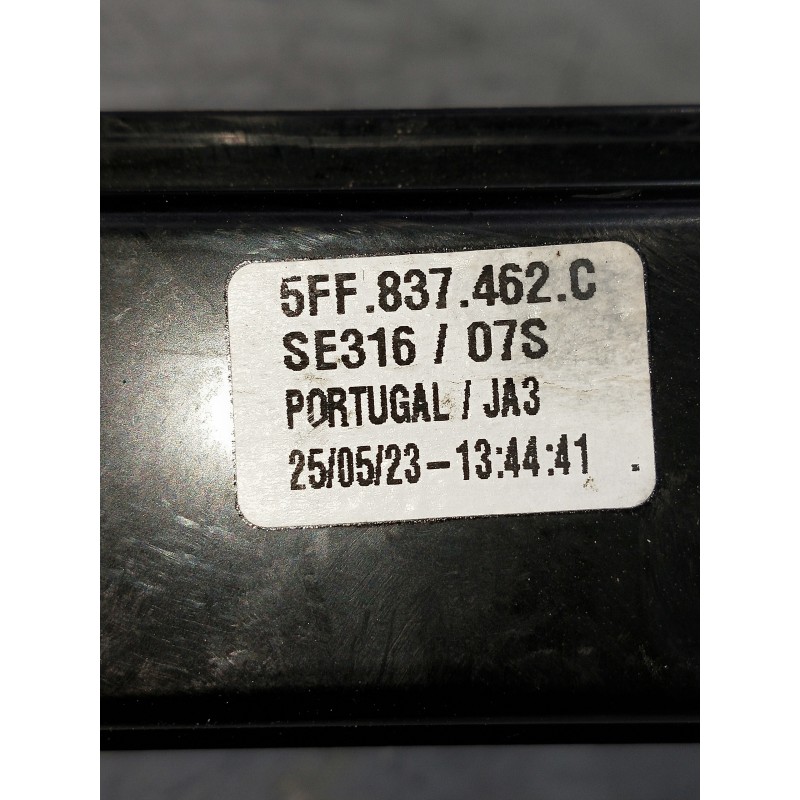 5FF.837.462.C
SE316 / 07S
PORTUGAL / JA3
25/05/23-13:44:41 .